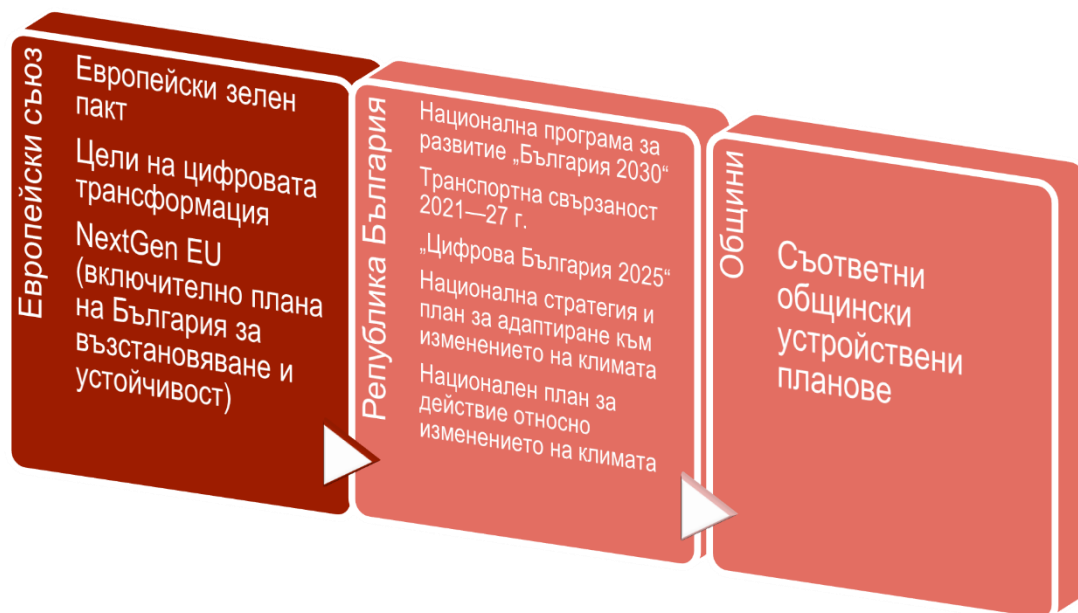 Европейски съюз
Европейски зелен
пакт
Цели на цифровата
трансформация
NextGen EU
(включително плана
на България за
възстановяване и
устойчивост)
Република България
Национална програма за
развитие „България 2030“
Транспортна свързаност
2021—27 г.
„Цифрова България 2025“
Национална стратегия и
план за адаптиране към
изменението на климата
Национален план за
действие относно
изменението на климата
Общини
Съответни
общински
устройствени
планове